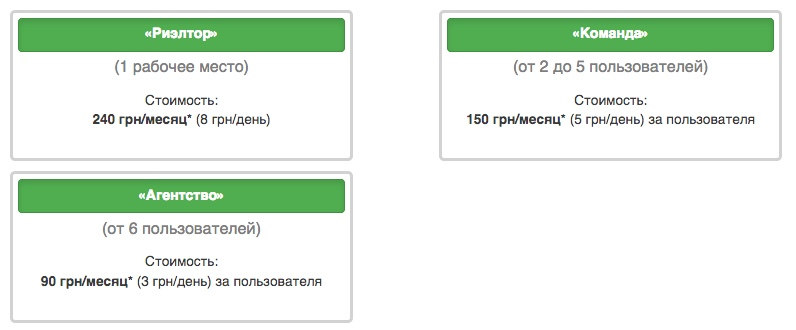 «Риэлтор»
(1 рабочее место)
Стоимость:
240 грн/месяц* (8 грн/день)
«Команда»
(от 2 до 5 пользователей)
Стоимость:
150 грн/месяц* (5 грн/день) за пользователя
«Агентство»
(от 6 пользователей)
Стоимость:
90 грн/месяц* (3 грн/день) за пользователя